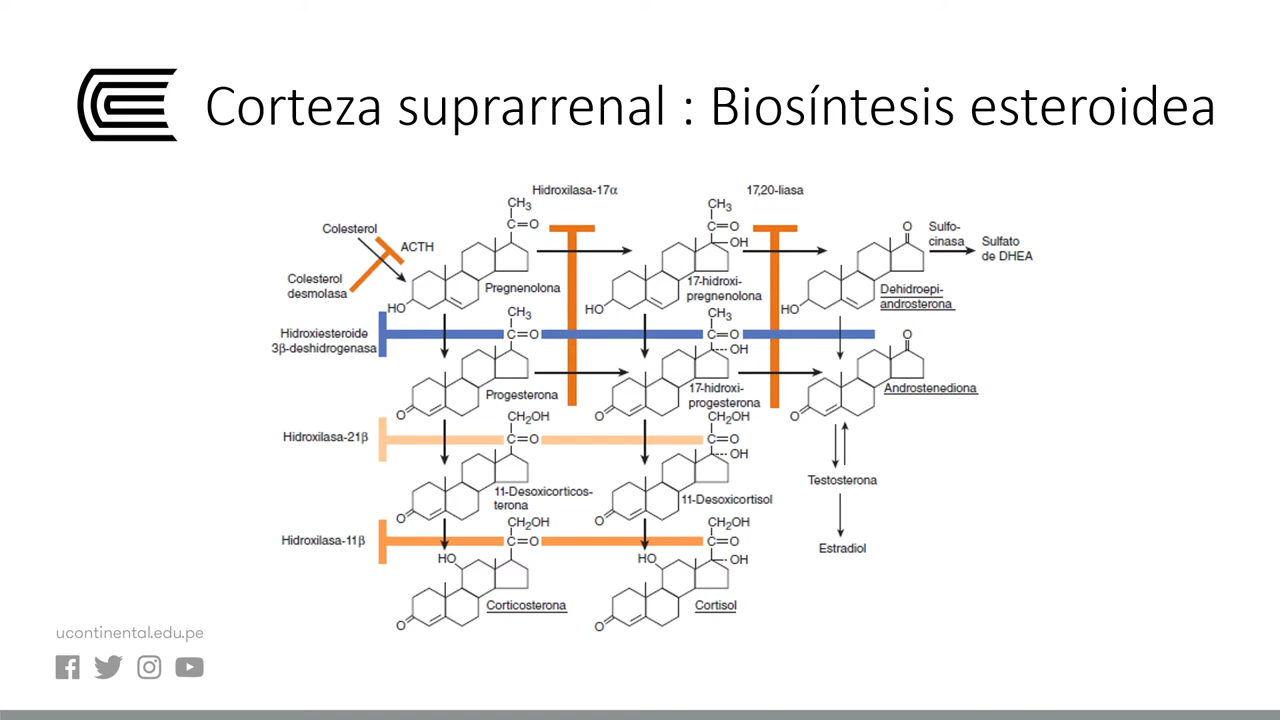 Corteza suprarrenal : Biosíntesis esteroidea
Hidroxilasa-17α
17,20-liasa
CH3
C=O
CH3
C=O
OH
O
Colesterol
ACTH
Colesterol
desmolasa
Sulfo-
cinasa
Sulfato
de DHEA
HO
Pregnenolona
HO
17-hidroxi-
pregnenolona
HO
Dehidroepi-
androsterona
Hidroxiesteroide
3β-deshidrogenasa
CH3
C=O
CH3
C=O
OH
O
O
Progesterona
O
17-hidroxi-
progesterona
O
Androstenediona
Hidroxilasa-21β
CH2OH
C=O
CH2OH
C=O
OH
O
11-Desoxicorticos-
terona
O
11-Desoxicortisol
Testosterona
Hidroxilasa-11β
CH2OH
C=O
CH2OH
C=O
OH
Estradiol
HO
O
Corticosterona
HO
O
Cortisol
ucontinental.edu.pe